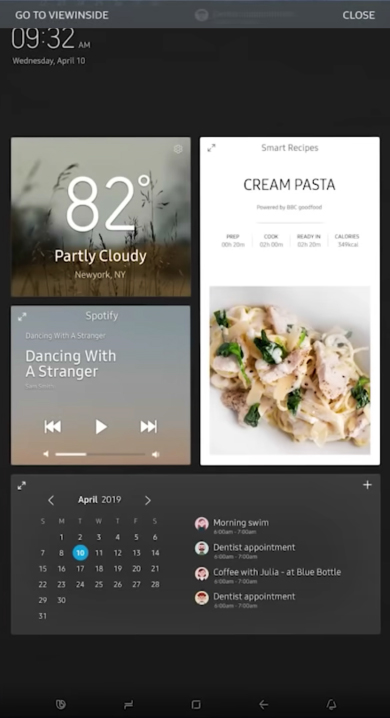 GO TO VIEWINSIDE
CLOSE
09:32 AM
Wednesday, April 10
82°
Partly Cloudy
Newyork, NY
Smart Recipes
CREAM PASTA
Powered by BBC goodfood
PREP COOK READY IN CALORIES
00h 20m 02h 00m 02h 20m 549kcal
Spotify
Dancing With A Stranger
Dancing With
A Stranger
April 2019
S M T W T F S
1 2 3 4 5 6
7 8 10 11 12 13 14
15 16 17 18 19 20 21
22 23 24 25 26 27 28
29 30
31
Morning swim
6:00am - 7:00am
Dentist appointment
6:00am - 7:00am
Coffee with Julia - at Blue Bottle
6:00am - 7:00am
Dentist appointment
6:00am - 7:00am